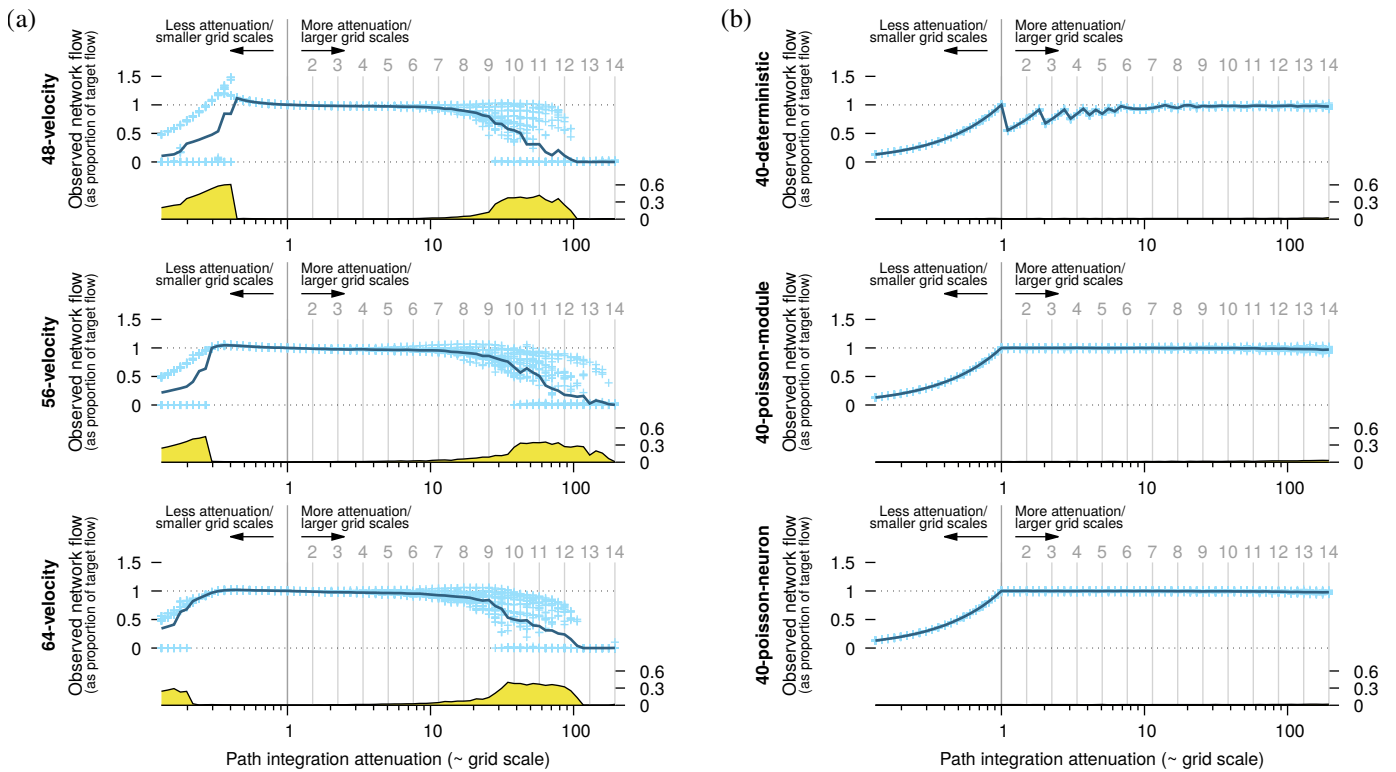 (a)
Less attenuation/
smaller grid scales
More attenuation/
larger grid scales
2 3 4 5 6 7 8 9 10 11 12 13 14
48-velocity
Observed network flow
(as proportion of target flow)
1.5
1
0.5
0
0.6
0.3
0
1 10 100
Less attenuation/
smaller grid scales
More attenuation/
larger grid scales
2 3 4 5 6 7 8 9 10 11 12 13 14
56-velocity
Observed network flow
(as proportion of target flow)
1.5
1
0.5
0
0.6
0.3
0
1 10 100
Less attenuation/
smaller grid scales
More attenuation/
larger grid scales
2 3 4 5 6 7 8 9 10 11 12 13 14
64-velocity
Observed network flow
(as proportion of target flow)
1.5
1
0.5
0
0.6
0.3
0
1 10 100
Path integration attenuation (~ grid scale)
(b)
Less attenuation/
smaller grid scales
More attenuation/
larger grid scales
2 3 4 5 6 7 8 9 10 11 12 13 14
40-deterministic
Observed network flow
(as proportion of target flow)
1.5
1
0.5
0
0.6
0.3
0
1 10 100
Less attenuation/
smaller grid scales
More attenuation/
larger grid scales
2 3 4 5 6 7 8 9 10 11 12 13 14
40-poisson-module
Observed network flow
(as proportion of target flow)
1.5
1
0.5
0
0.6
0.3
0
1 10 100
Less attenuation/
smaller grid scales
More attenuation/
larger grid scales
2 3 4 5 6 7 8 9 10 11 12 13 14
40-poisson-neuron
Observed network flow
(as proportion of target flow)
1.5
1
0.5
0
0.6
0.3
0
1 10 100
Path integration attenuation (~ grid scale)